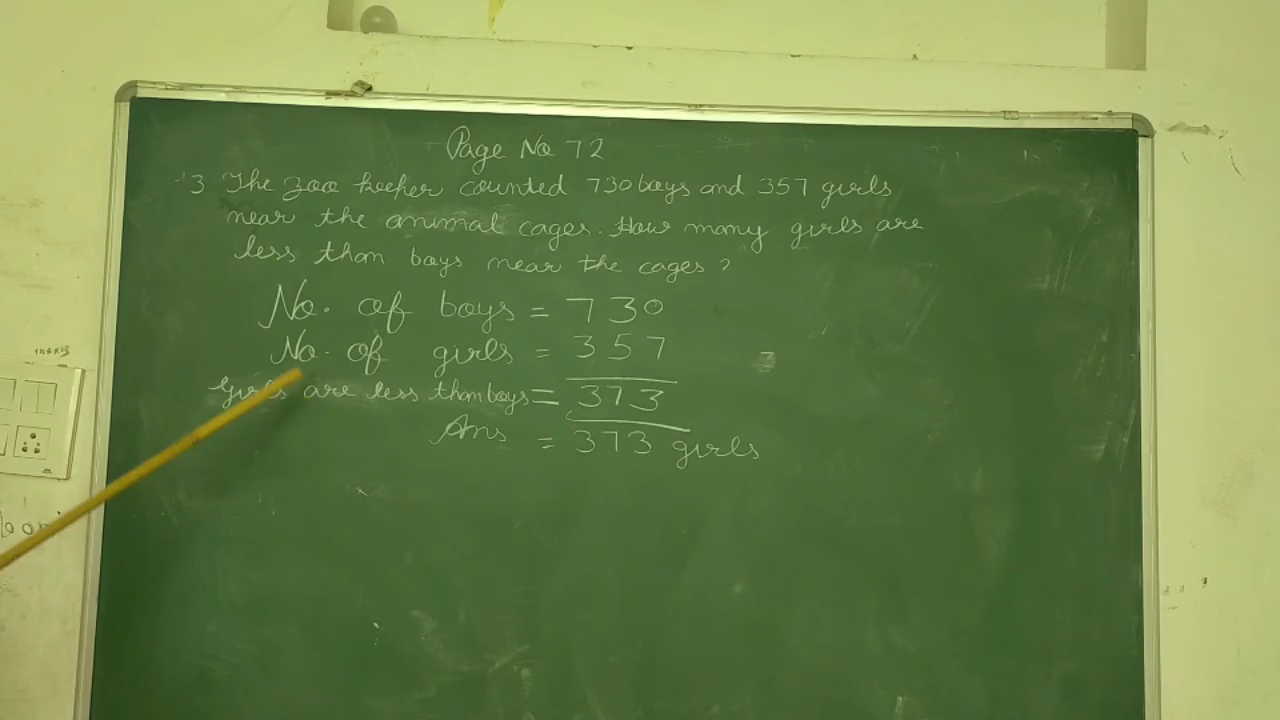 Page No 72
3 The zoo keeper counted 730 boys and 357 girls
near the animal cages. How many girls are
less than boys near the cages?
No. of boys = 730
No. of girls = 357
Girls are less than boys = 373
Ans = 373 girls